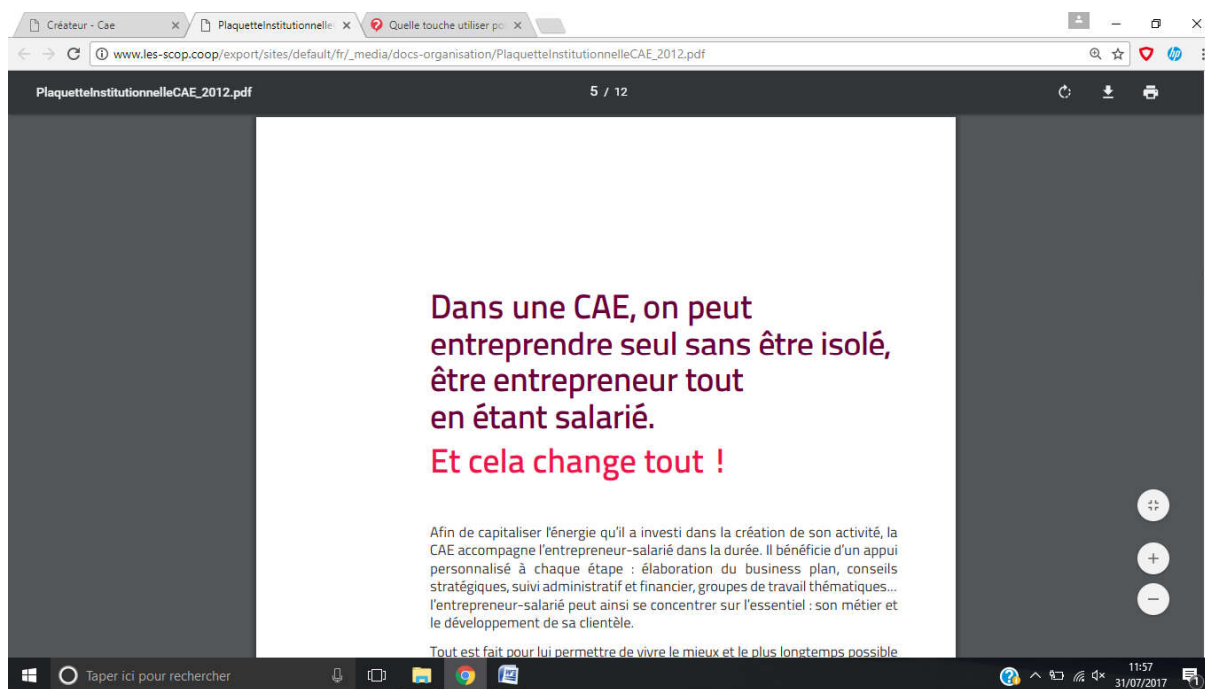 Créateur - Cae
PlaquetteInstitutionnelle
Quelle touche utiliser po
www.les-scop.coop/export/sites/default/fr/_media/docs-organisation/PlaquetteInstitutionnelleCAE_2012.pdf
PlaquetteInstitutionnelleCAE_2012.pdf
5 / 12
Dans une CAE, on peut
entreprendre seul sans être isolé,
être entrepreneur tout
en étant salarié.
Et cela change tout !
Afin de capitaliser l'énergie qu'il a investi dans la création de son activité, la
CAE accompagne l'entrepreneur-salarié dans la durée. Il bénéficie d'un appui
personnalisé à chaque étape : élaboration du business plan, conseils
stratégiques, suivi administratif et financier, groupes de travail thématiques...
l'entrepreneur-salarié peut ainsi se concentrer sur l'essentiel : son métier et
le développement de sa clientèle.
Tout est fait pour lui permettre de vivre le mieux et le plus longtemps possible
Taper ici pour rechercher
11:57
31/07/2017